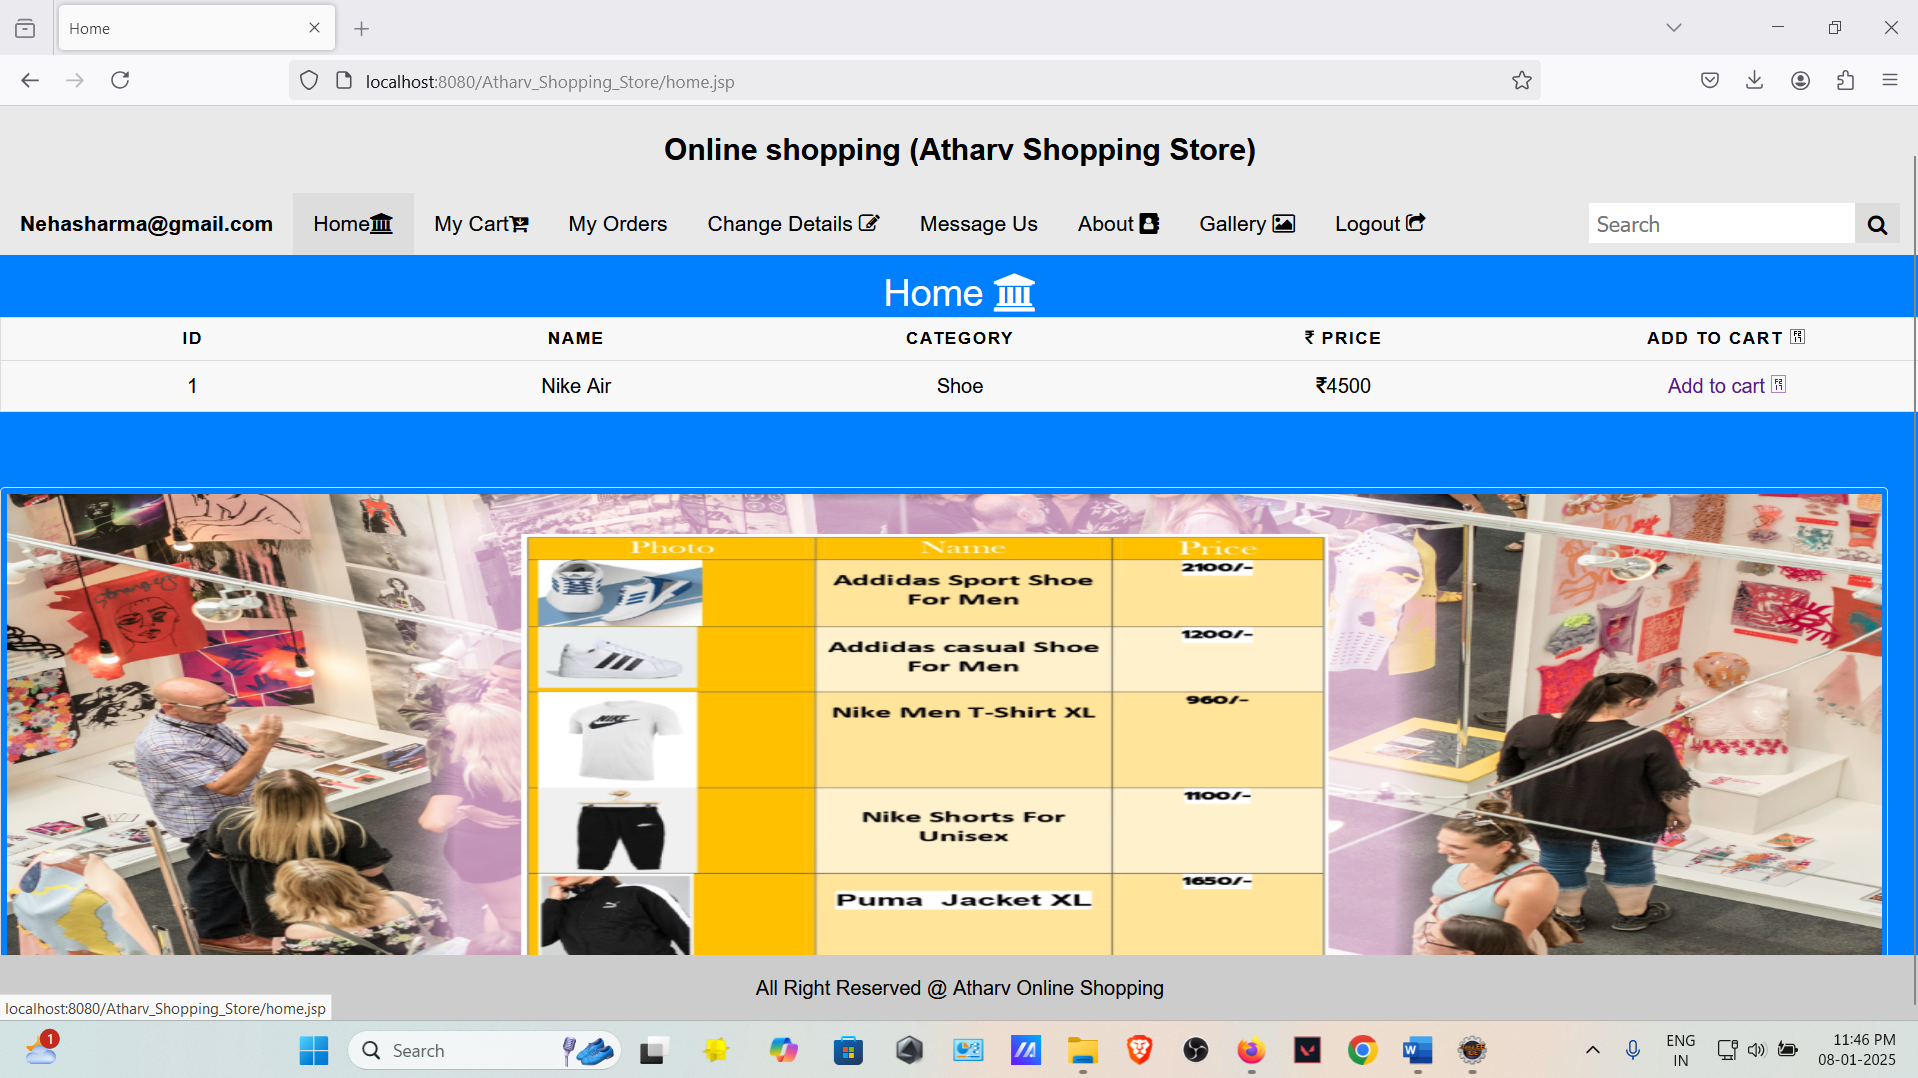 Home
localhost:8080/Atharv_Shopping_Store/home.jsp
Online shopping (Atharv Shopping Store)
Nehasharma@gmail.com Home My Cart My Orders Change Details Message Us About Gallery Logout Search
Home
ID NAME CATEGORY ₹ PRICE ADD TO CART
1 Nike Air Shoe ₹4500 Add to cart
Photo Name Price
Addidas Sport Shoe 2100/-
For Men
Addidas casual Shoe 1200/-
For Men
NIKE
Nike Men T-Shirt XL 960/-
Nike Shorts For 1100/-
Unisex
Puma Jacket XL 1650/-
All Right Reserved @ Atharv Online Shopping
localhost:8080/Atharv_Shopping_Store/home.jsp
1 Search ENG 11:46 PM
IN 08-01-2025